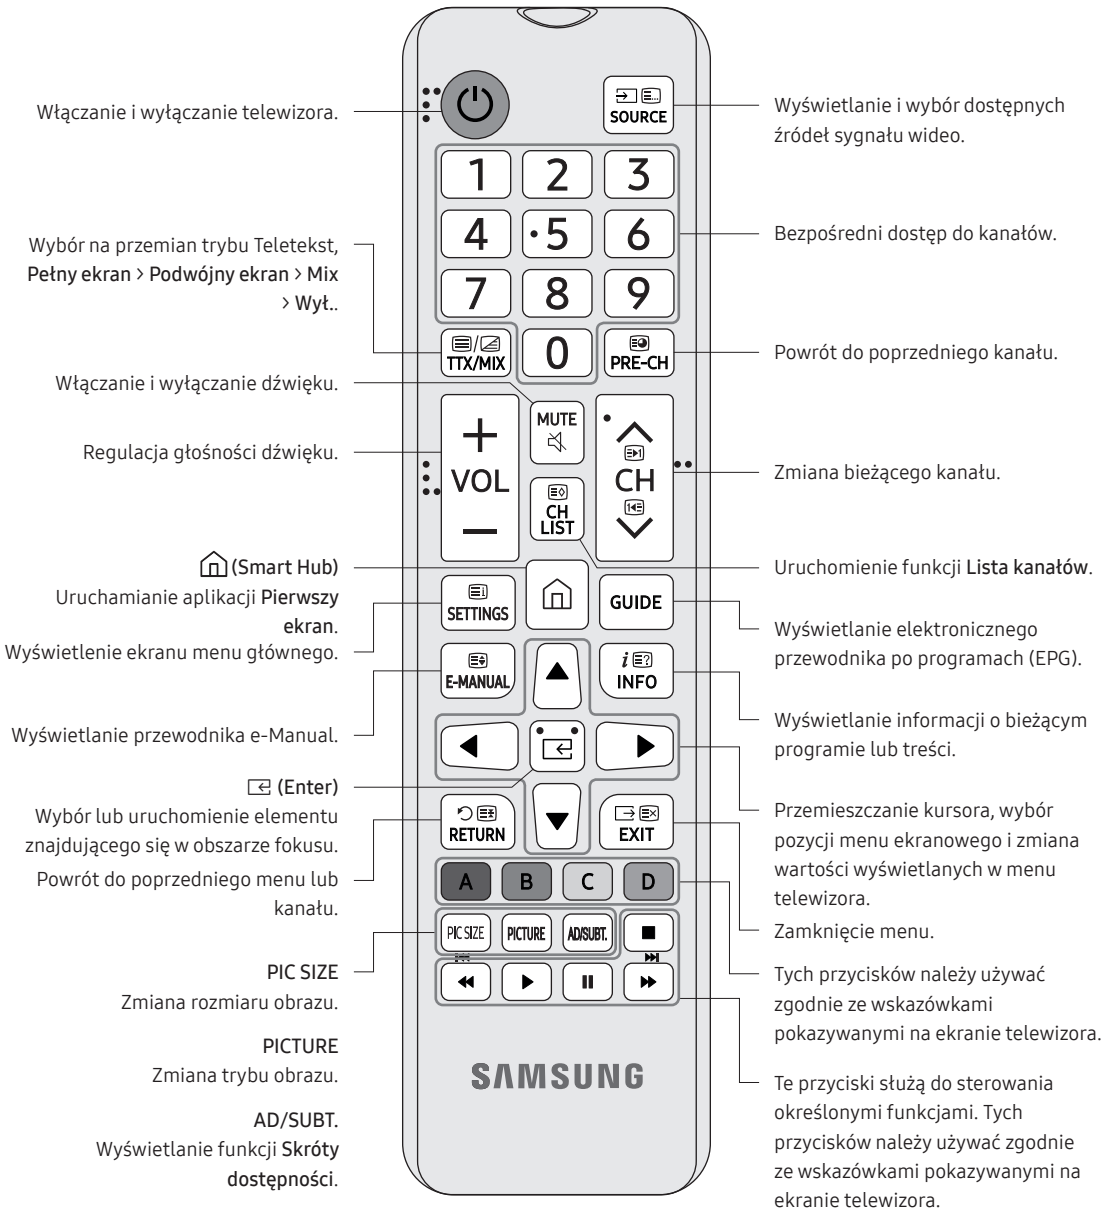 Włączanie i wyłączanie telewizora.
Wybór na przemian trybu Teletekst,
Pełny ekran > Podwójny ekran > Mix
> Wył..
Włączanie i wyłączanie dźwięku.
Regulacja głośności dźwięku.
(Smart Hub)
Uruchamianie aplikacji Pierwszy
ekran.
Wyświetlenie ekranu menu głównego.
Wyświetlanie przewodnika e-Manual.
(Enter)
Wybór lub uruchomienie elementu
znajdującego się w obszarze fokusu.
Powrót do poprzedniego menu lub
kanału.
PIC SIZE
Zmiana rozmiaru obrazu.
PICTURE
Zmiana trybu obrazu.
AD/SUBT.
Wyświetlanie funkcji Skróty
dostępności.
SOURCE
1 2 3
4 5 6
7 8 9
TTX/MIX 0 PRE-CH
MUTE
VOL
CH
CH
LIST
SETTINGS
GUIDE
E-MANUAL
INFO
RETURN
EXIT
A B C D
PIC SIZE PICTURE AD/SUBT.
SAMSUNG
Wyświetlanie i wybór dostępnych
źródeł sygnału wideo.
Bezpośredni dostęp do kanałów.
Powrót do poprzedniego kanału.
Zmiana bieżącego kanału.
Uruchomienie funkcji Lista kanałów.
Wyświetlanie elektronicznego
przewodnika po programach (EPG).
Wyświetlanie informacji o bieżącym
programie lub treści.
Przemieszczanie kursora, wybór
pozycji menu ekranowego i zmiana
wartości wyświetlanych w menu
telewizora.
Zamknięcie menu.
Tych przycisków należy używać
zgodnie ze wskazówkami
pokazywanymi na ekranie telewizora.
Te przyciski służą do sterowania
określonymi funkcjami. Tych
przycisków należy używać zgodnie
ze wskazówkami pokazywanymi na
ekranie telewizora.